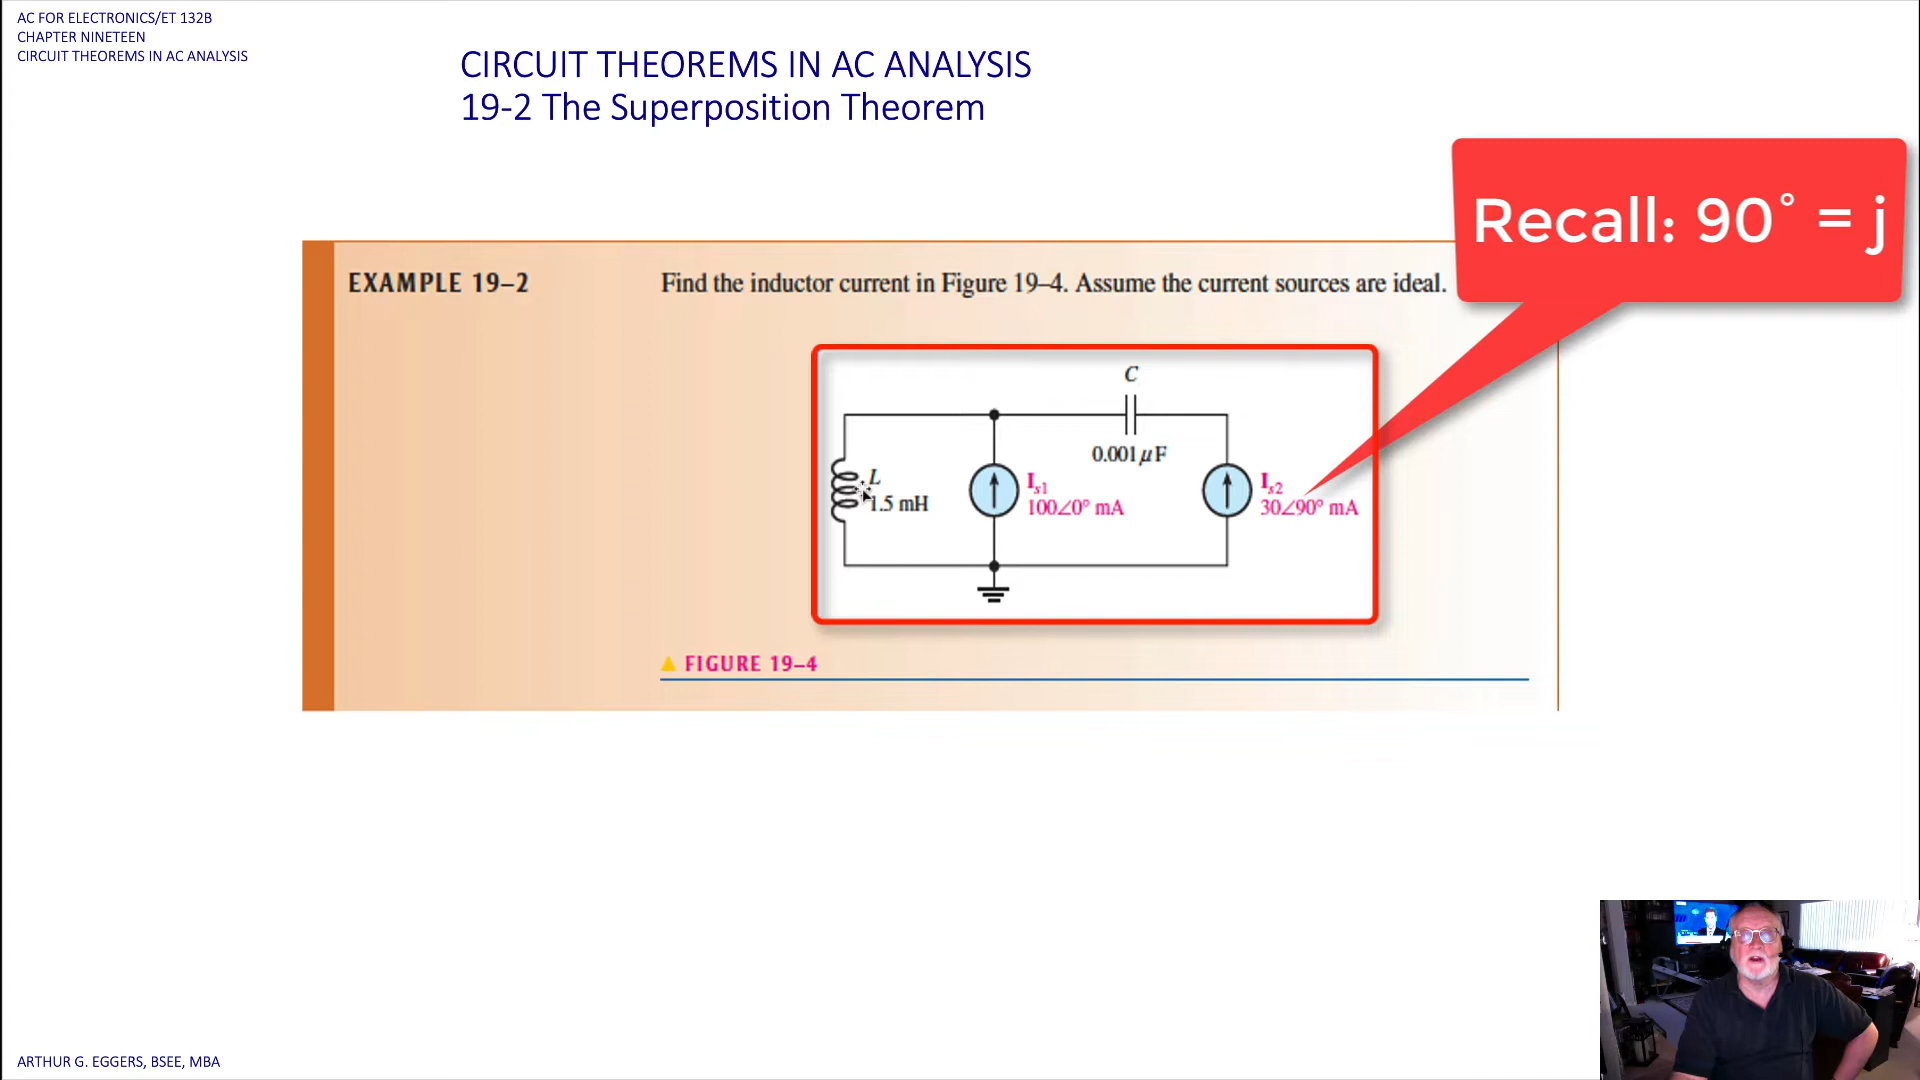 AC FOR ELECTRONICS/ET 132B
CHAPTER NINETEEN
CIRCUIT THEOREMS IN AC ANALYSIS
CIRCUIT THEOREMS IN AC ANALYSIS
19-2 The Superposition Theorem
Recall: 90° = j
EXAMPLE 19–2
Find the inductor current in Figure 19–4. Assume the current sources are ideal.
C
0.001 μF
L
1.5 mH
Is1
100∠0° mA
Is2
30∠90° mA
▲ FIGURE 19–4
ARTHUR G. EGGERS, BSEE, MBA